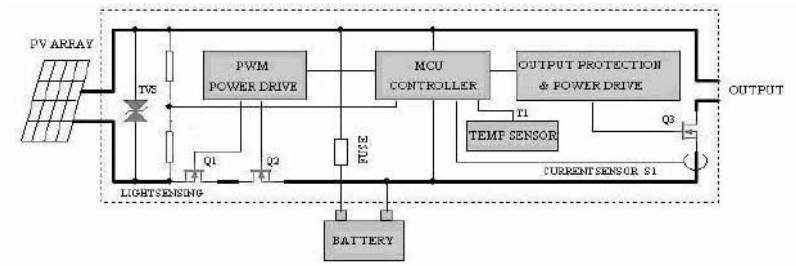 PV ARRAY
TVS
PWM
POWER DRIVE
MCU
CONTROLLER
OUTPUT PROTECTION
& POWER DRIVE
OUTPUT
T1
TEMP SENSOR
Q3
Q1
Q2
FUSE
LIGHTSENSING
CURRENTSENSOR S1
BATTERY